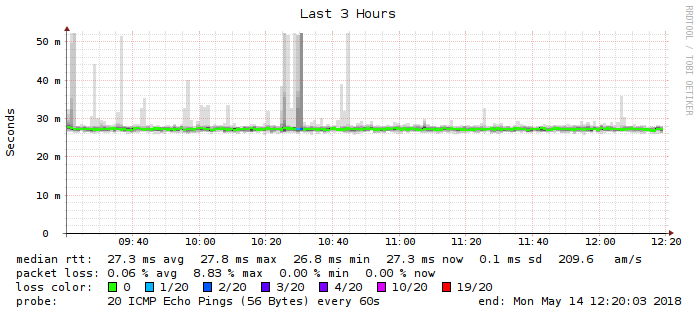 Last 3 Hours
RRDTOOL / TOBI OETIKER
Seconds
50 m
40 m
30 m
20 m
10 m
0
09:40 10:00 10:20 10:40 11:00 11:20 11:40 12:00 12:20
median rtt: 27.3 ms avg 27.8 ms max 26.8 ms min 27.3 ms now 0.1 ms sd 209.6 am/s
packet loss: 0.06 % avg 8.83 % max 0.00 % min 0.00 % now
loss color: 0 1/20 2/20 3/20 4/20 10/20 19/20
probe: 20 ICMP Echo Pings (56 Bytes) every 60s end: Mon May 14 12:20:03 2018